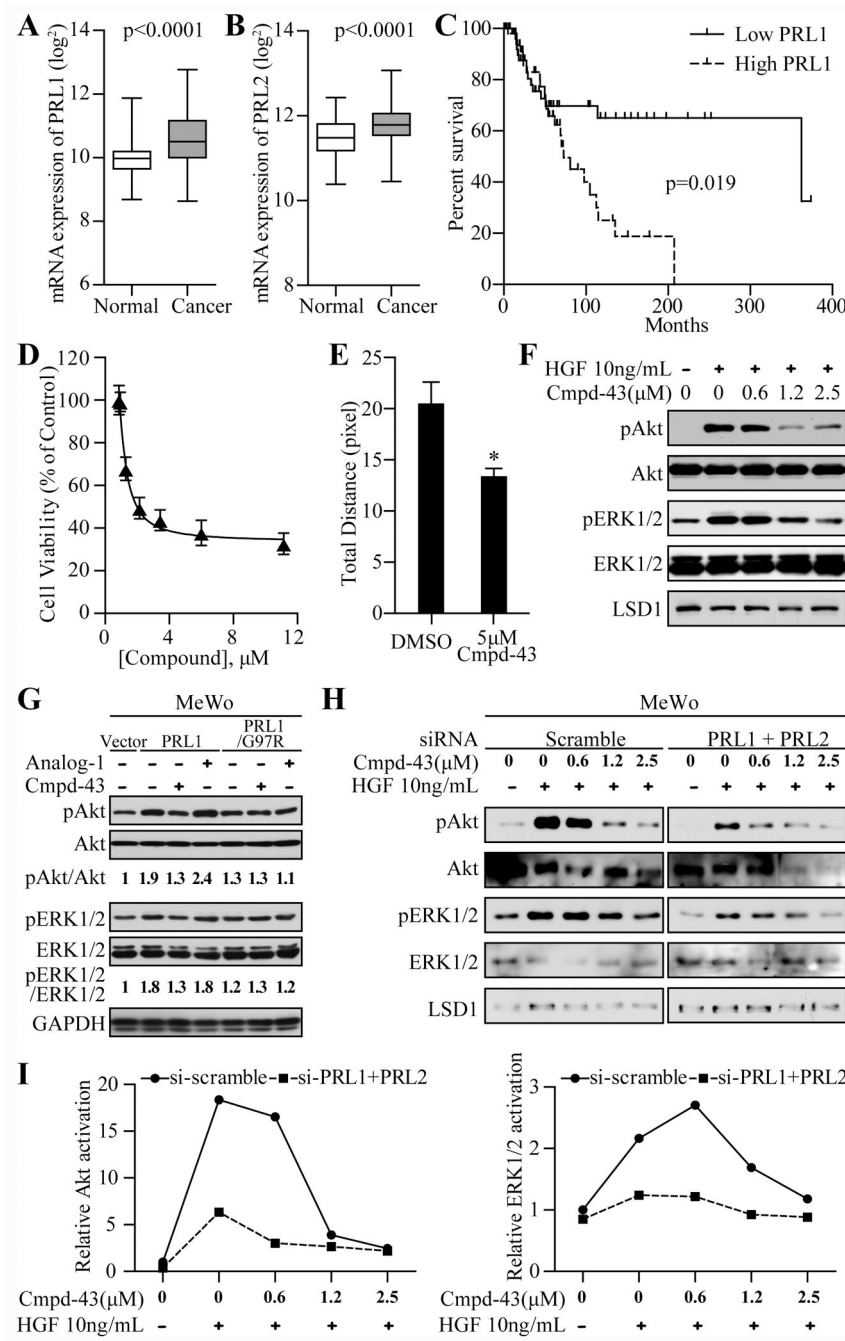 A
p<0.0001
mRNA expression of PRL1 (log²)
14
12
10
8
6
Normal Cancer
B
p<0.0001
mRNA expression of PRL2 (log²)
14
12
10
8
Normal Cancer
C
Low PRL1
High PRL1
p=0.019
Percent survival
100
80
60
40
20
0
0 100 200 300 400
Months
D
Cell Viability (% of Control)
120
100
80
60
40
20
0
0 4 8 12
[Compound], μM
E
Total Distance (pixel)
25
20
15
10
5
0
*
DMSO 5μM
Cmpd-43
F
HGF 10ng/mL - + + + +
Cmpd-43(μM) 0 0 0.6 1.2 2.5
pAkt
Akt
pERK1/2
ERK1/2
LSD1
G
MeWo
Vector PRL1 PRL1
/G97R
Analog-1 - - - + - - +
Cmpd-43 - - + - - + -
pAkt
Akt
pAkt/Akt 1 1.9 1.3 2.4 1.3 1.3 1.1
pERK1/2
ERK1/2
pERK1/2
/ERK1/2 1 1.8 1.3 1.8 1.2 1.3 1.2
GAPDH
H
MeWo
siRNA Scramble PRL1 + PRL2
Cmpd-43(μM) 0 0 0.6 1.2 2.5 0 0 0.6 1.2 2.5
HGF 10ng/mL - + + + + - + + + +
pAkt
Akt
pERK1/2
ERK1/2
LSD1
I
si-scramble si-PRL1+PRL2
Relative Akt activation
20
15
10
5
0
Cmpd-43(μM) 0 0 0.6 1.2 2.5
HGF 10ng/mL - + + + +
si-scramble si-PRL1+PRL2
Relative ERK1/2 activation
3
2
1
0
Cmpd-43(μM) 0 0 0.6 1.2 2.5
HGF 10ng/mL - + + + +